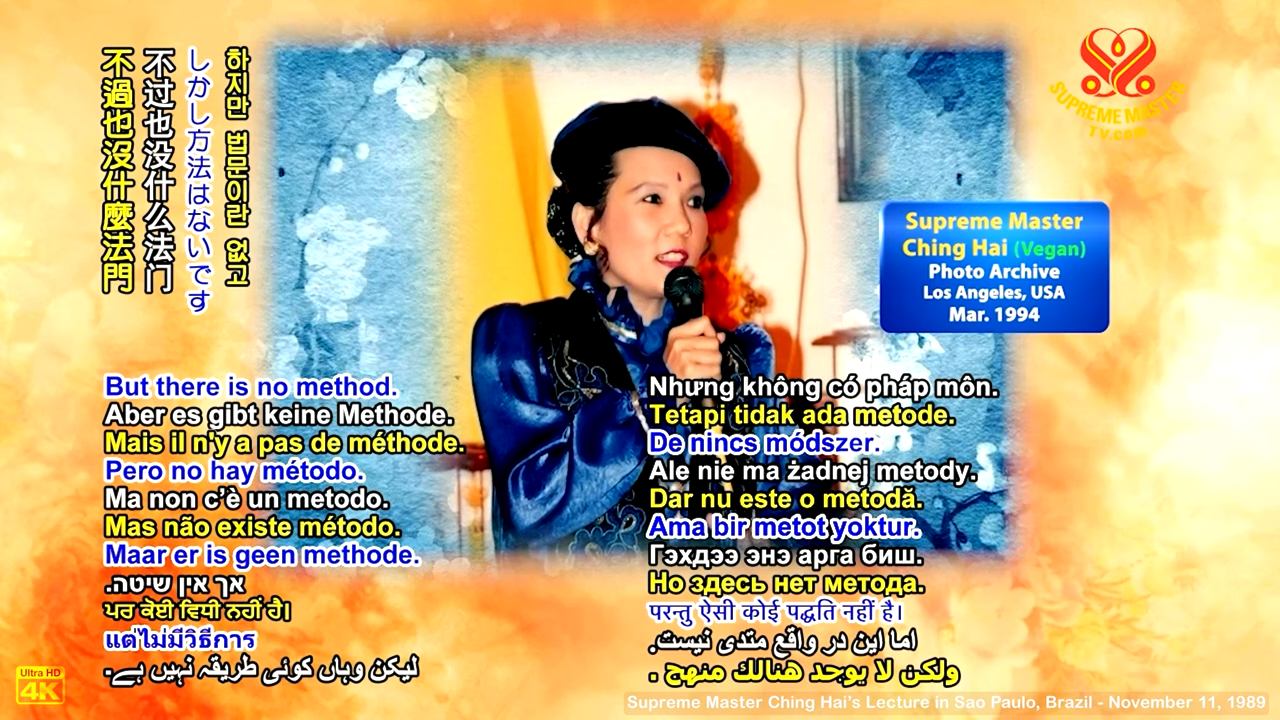 不過也沒什麼法門
不过也没什么法门
しかし方法はないです
하지만 법문이란 없고
SUPREME MASTER
TV.com
Supreme Master
Ching Hai (Vegan)
Photo Archive
Los Angeles, USA
Mar. 1994
But there is no method.
Aber es gibt keine Methode.
Mais il n'y a pas de méthode.
Pero no hay método.
Ma non c’è un metodo.
Mas não existe método.
Maar er is geen methode.
אך אין שיטה.
ਪਰ ਕੋਈ ਵਿਧੀ ਨਹੀਂ ਹੈ।
แต่ไม่มีวิธีการ
لیکن وہاں کوئی طریقہ نہیں ہے۔
Nhưng không có pháp môn.
Tetapi tidak ada metode.
De nincs módszer.
Ale nie ma żadnej metody.
Dar nu este o metodă.
Ama bir metot yoktur.
Гэхдээ энэ арга биш.
Но здесь нет метода.
परन्तु ऐसी कोई पद्धति नहीं है।
اما این در واقع متدی نیست.
ولكن لا يوجد هنالك منهج .
Ultra HD
4K
Supreme Master Ching Hai’s Lecture in Sao Paulo, Brazil - November 11, 1989